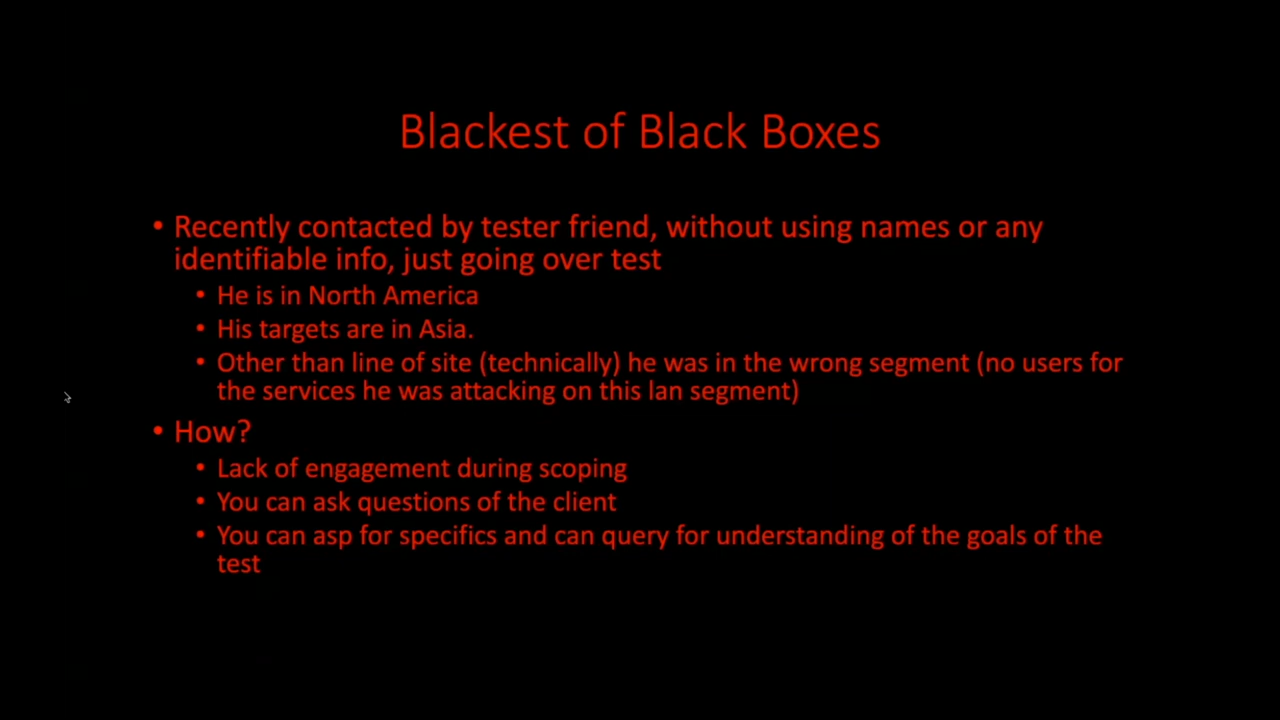 Blackest of Black Boxes
• Recently contacted by tester friend, without using names or any
identifiable info, just going over test
• He is in North America
• His targets are in Asia.
• Other than line of site (technically) he was in the wrong segment (no users for
the services he was attacking on this lan segment)
• How?
• Lack of engagement during scoping
• You can ask questions of the client
• You can asp for specifics and can query for understanding of the goals of the
test